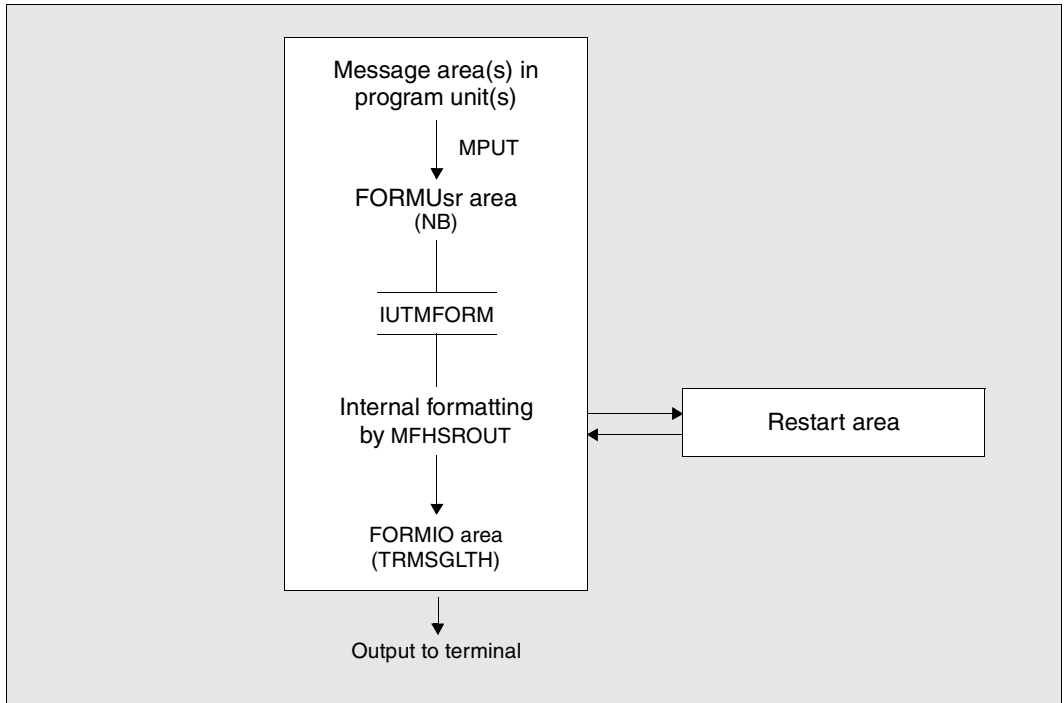 Message area(s) in
program unit(s)
MPUT
FORMUsr area
(NB)
IUTMFORM
Internal formatting
by MFHSROUT
Restart area
FORMIO area
(TRMSGLTH)
Output to terminal